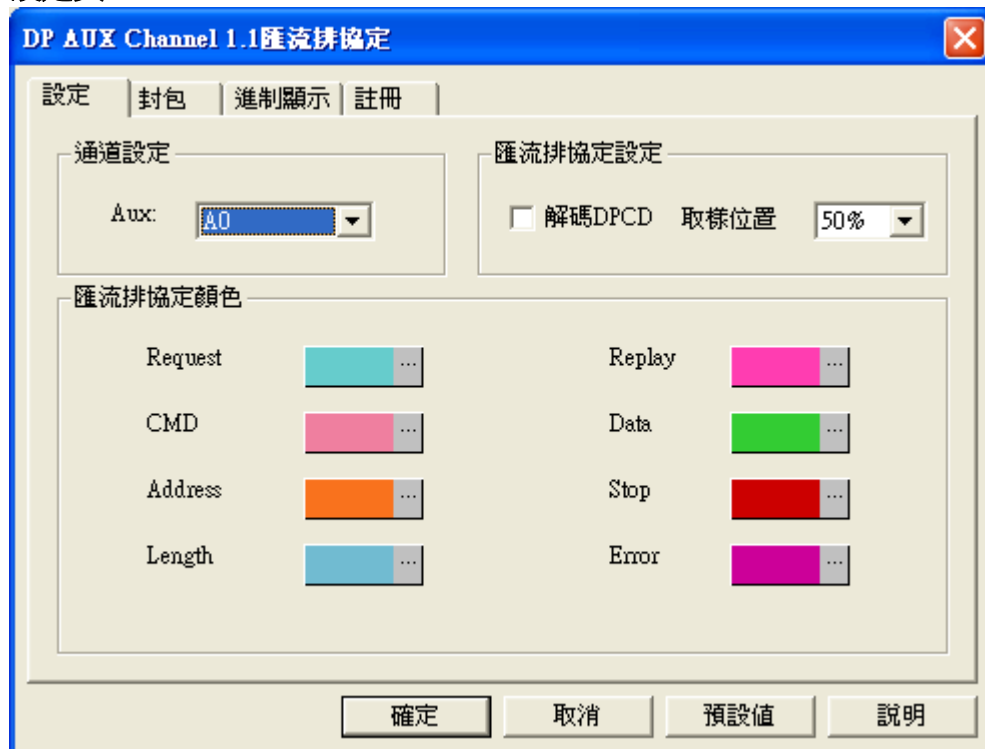 DP AUX Channel 1.1匯流排協定
設定 封包 進制顯示 註冊
通道設定
Aux: A0
匯流排協定設定
解碼DPCD 取樣位置 50%
匯流排協定顏色
Request ... Replay ...
CMD ... Data ...
Address ... Stop ...
Length ... Error ...
確定 取消 預設值 說明